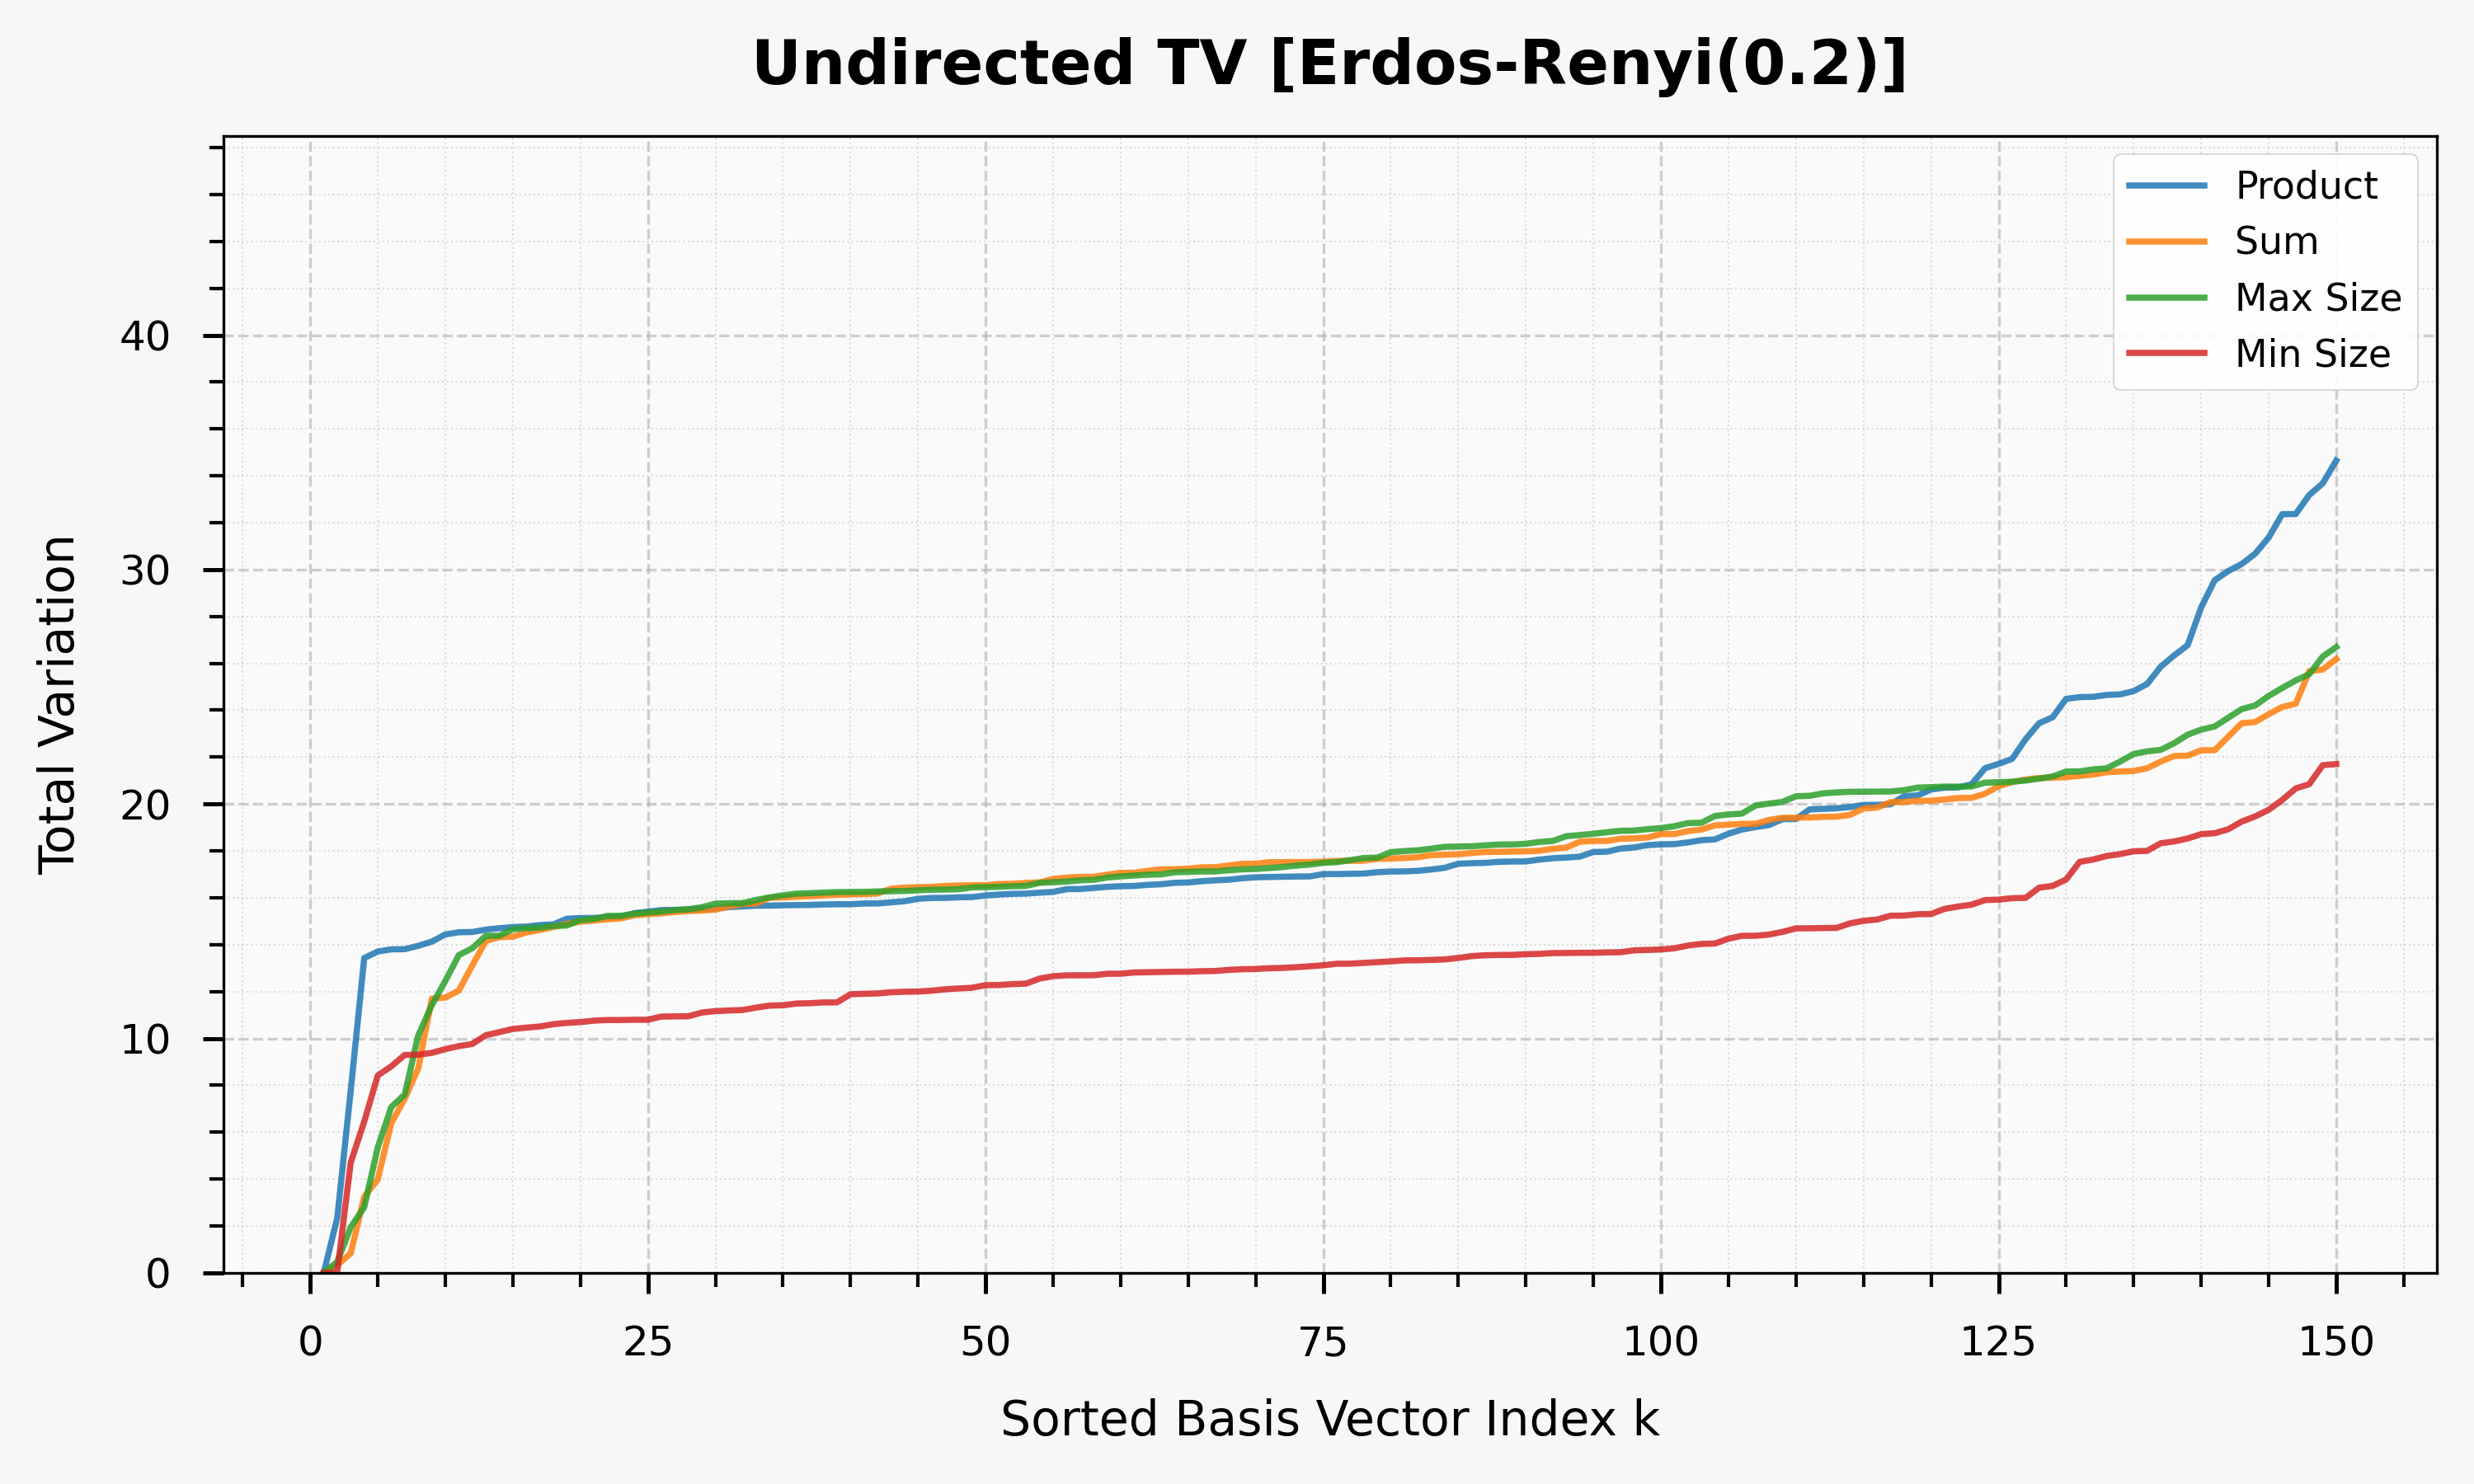 Undirected TV [Erdos-Renyi(0.2)]
Product
Sum
Max Size
Min Size
40
30
20
10
0
Total Variation
0 25 50 75 100 125 150
Sorted Basis Vector Index k